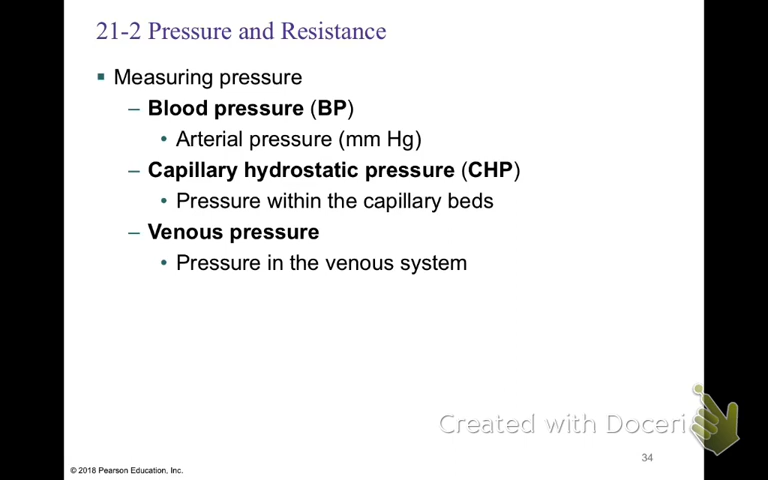 21-2 Pressure and Resistance
▪ Measuring pressure
– Blood pressure (BP)
• Arterial pressure (mm Hg)
– Capillary hydrostatic pressure (CHP)
• Pressure within the capillary beds
– Venous pressure
• Pressure in the venous system
Created with Doceri
34
© 2018 Pearson Education, Inc.